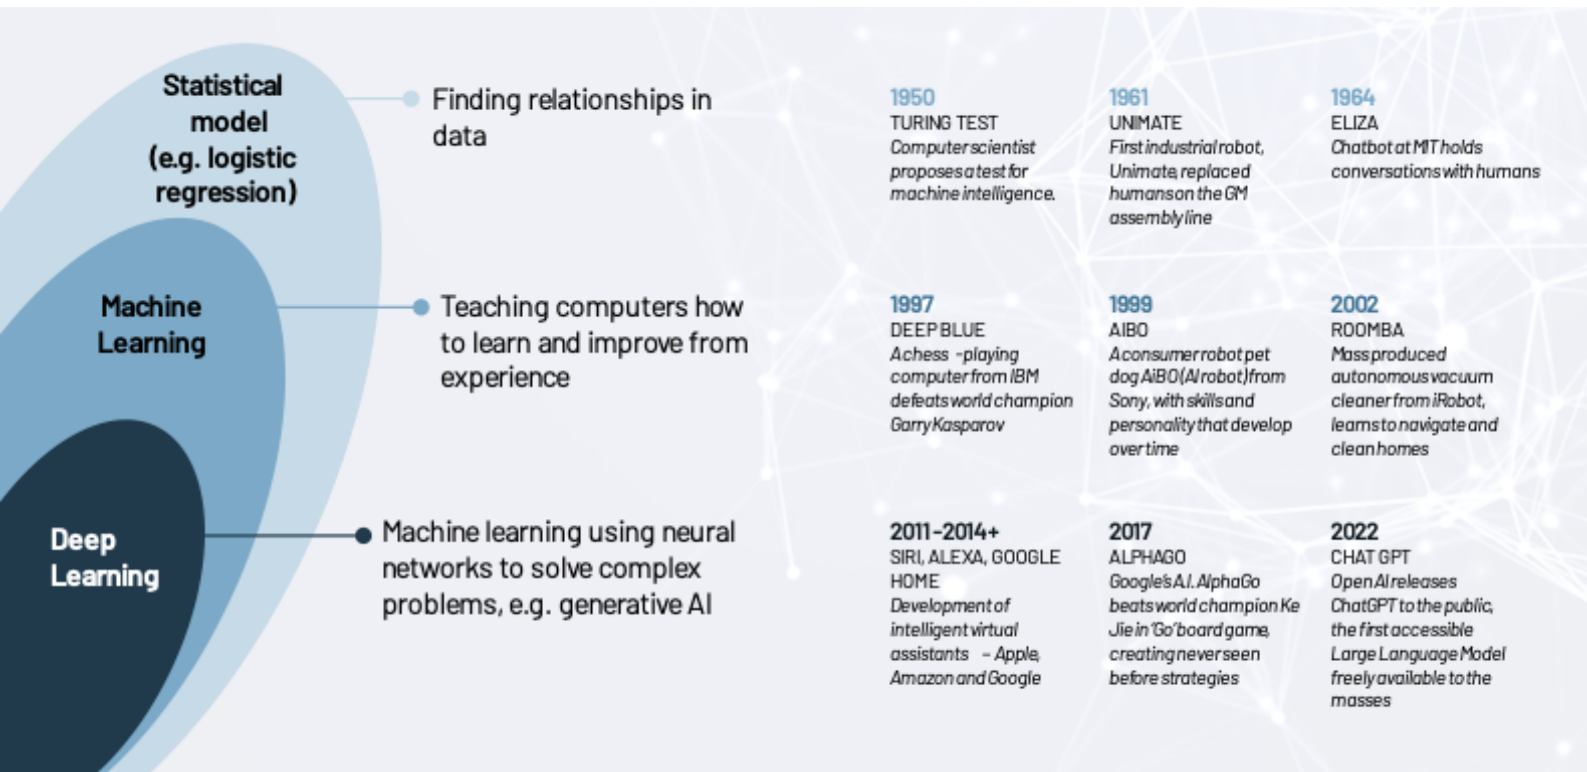 Statistical
model
(e.g. logistic
regression)
Finding relationships in
data
Machine
Learning
Teaching computers how
to learn and improve from
experience
Deep
Learning
Machine learning using neural
networks to solve complex
problems, e.g. generative AI
1950
TURING TEST
Computer scientist
proposes a test for
machine intelligence.
1961
UNIMATE
First industrial robot,
Unimate, replaced
humans on the GM
assembly line
1964
ELIZA
Chatbot at MIT holds
conversations with humans
1997
DEEP BLUE
A chess -playing
computer from IBM
defeats world champion
Garry Kasparov
1999
AIBO
A consumer robot pet
dog AiBO (AI robot) from
Sony, with skills and
personality that develop
over time
2002
ROOMBA
Mass produced
autonomous vacuum
cleaner from iRobot,
learns to navigate and
clean homes
2011 -2014+
SIRI, ALEXA, GOOGLE
HOME
Development of
intelligent virtual
assistants – Apple,
Amazon and Google
2017
ALPHAGO
Google's A.I. AlphaGo
beats world champion Ke
Jie in 'Go' board game,
creating never seen
before strategies
2022
CHAT GPT
Open AI releases
ChatGPT to the public,
the first accessible
Large Language Model
freely available to the
masses